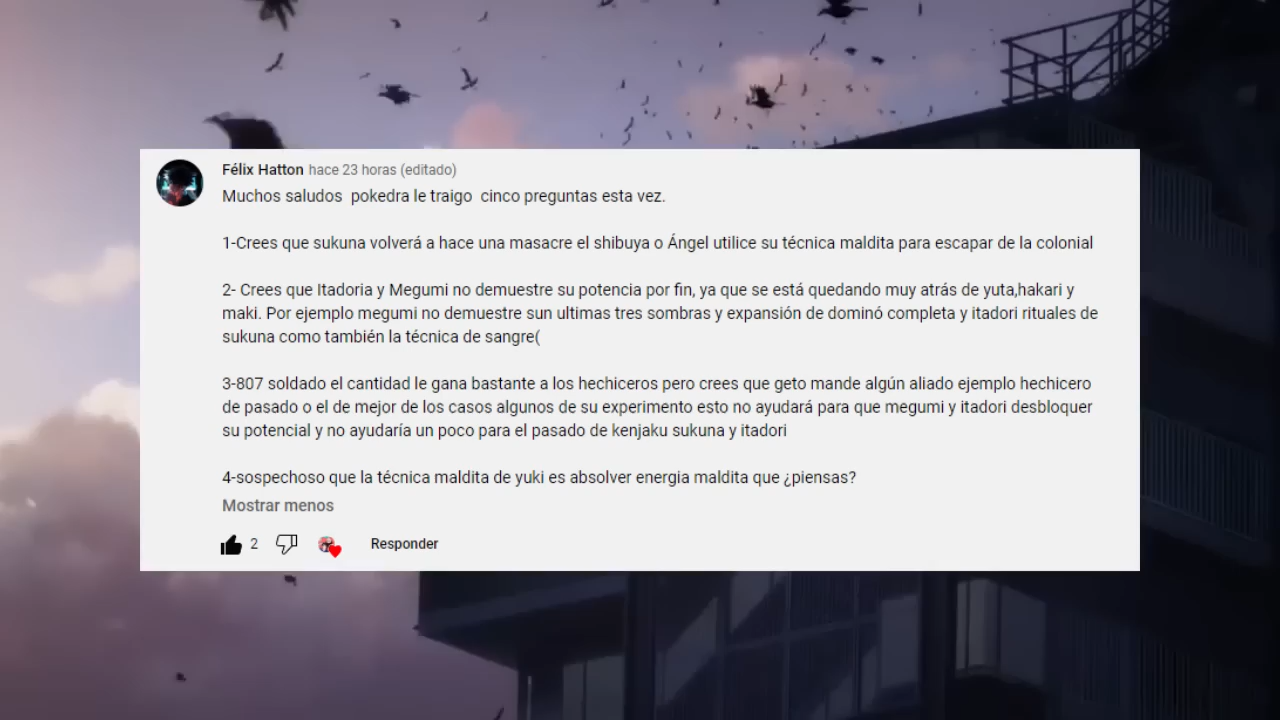 Félix Hatton hace 23 horas (editado)
Muchos saludos pokedra le traigo cinco preguntas esta vez.
1-Crees que sukuna volverá a hace una masacre el shibuya o Ángel utilice su técnica maldita para escapar de la colonial
2- Crees que Itadoria y Megumi no demuestre su potencia por fin, ya que se está quedando muy atrás de yuta,hakari y
maki. Por ejemplo megumi no demuestre sun ultimas tres sombras y expansión de dominó completa y itadori rituales de
sukuna como también la técnica de sangre(
3-807 soldado el cantidad le gana bastante a los hechiceros pero crees que geto mande algún aliado ejemplo hechicero
de pasado o el de mejor de los casos algunos de su experimento esto no ayudará para que megumi y itadori desbloquer
su potencial y no ayudaría un poco para el pasado de kenjaku sukuna y itadori
4-sospechoso que la técnica maldita de yuki es absolver energia maldita que ¿piensas?
Mostrar menos
2 Responder